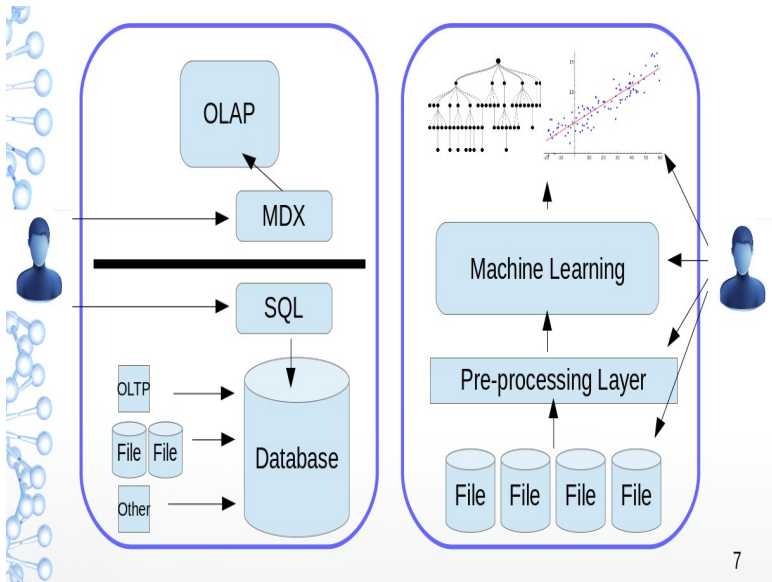 OLAP
MDX
SQL
OLTP
File File
Other
Database
Machine Learning
Pre-processing Layer
File File File File
7